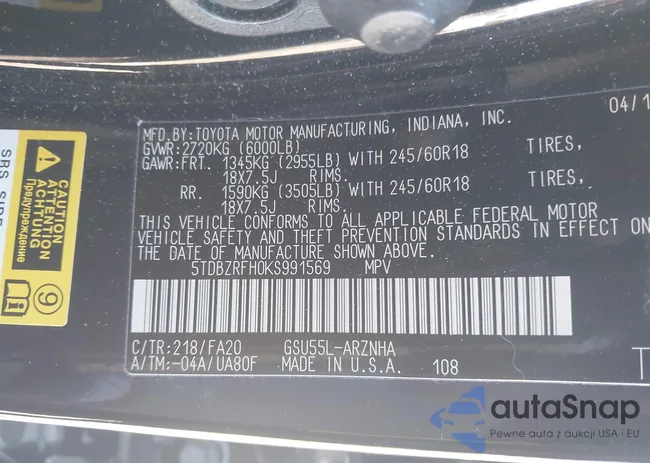 MFD.BY:TOYOTA MOTOR MANUFACTURING, INDIANA, INC. 04/1
GVWR:2720KG (6000LB)
GAWR:FRT. 1345KG (2955LB) WITH 245/60R18 TIRES,
18X7.5J RIMS.
RR. 1590KG (3505LB) WITH 245/60R18 TIRES,
18X7.5J RIMS.
THIS VEHICLE CONFORMS TO ALL APPLICABLE FEDERAL MOTOR
VEHICLE SAFETY AND THEFT PREVENTION STANDARDS IN EFFECT ON
THE DATE OF MANUFACTURE SHOWN ABOVE.
5TDBZRFH0KS991569 MPV
C/TR:218/FA20 GSU55L-ARZNHA
A/TM:-04A/UA80F MADE IN U.S.A. 108
SRS SIDE
CAUTION
ATTENTION
ACHTUNG
Предупреждение
9
autaSnap
Pewne auta z aukcji USA i EU